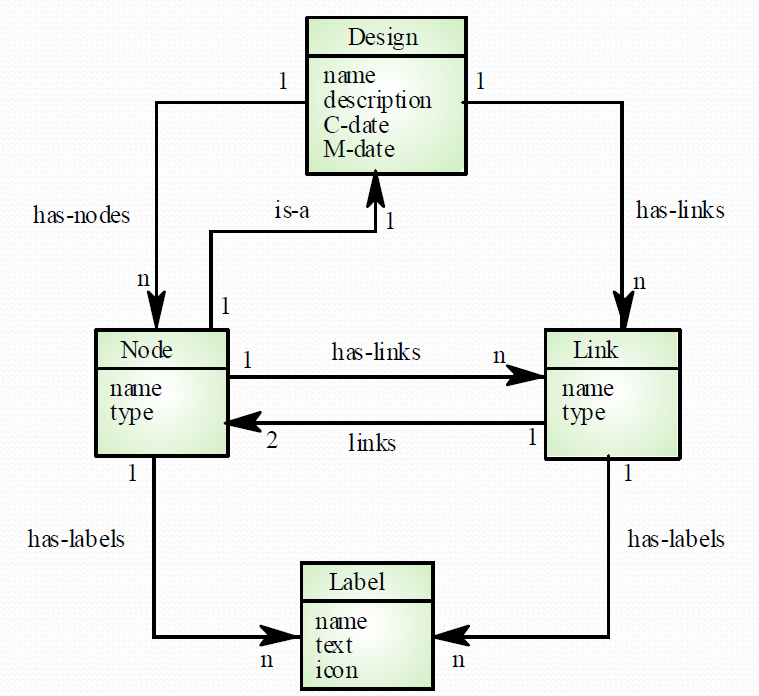 Design
name
description
C-date
M-date
1
1
has-nodes
is-a
1
has-links
n
1
n
Node
name
type
1
has-links
n
Link
name
type
2
links
1
1
has-labels
1
has-labels
Label
name
text
icon
n
n